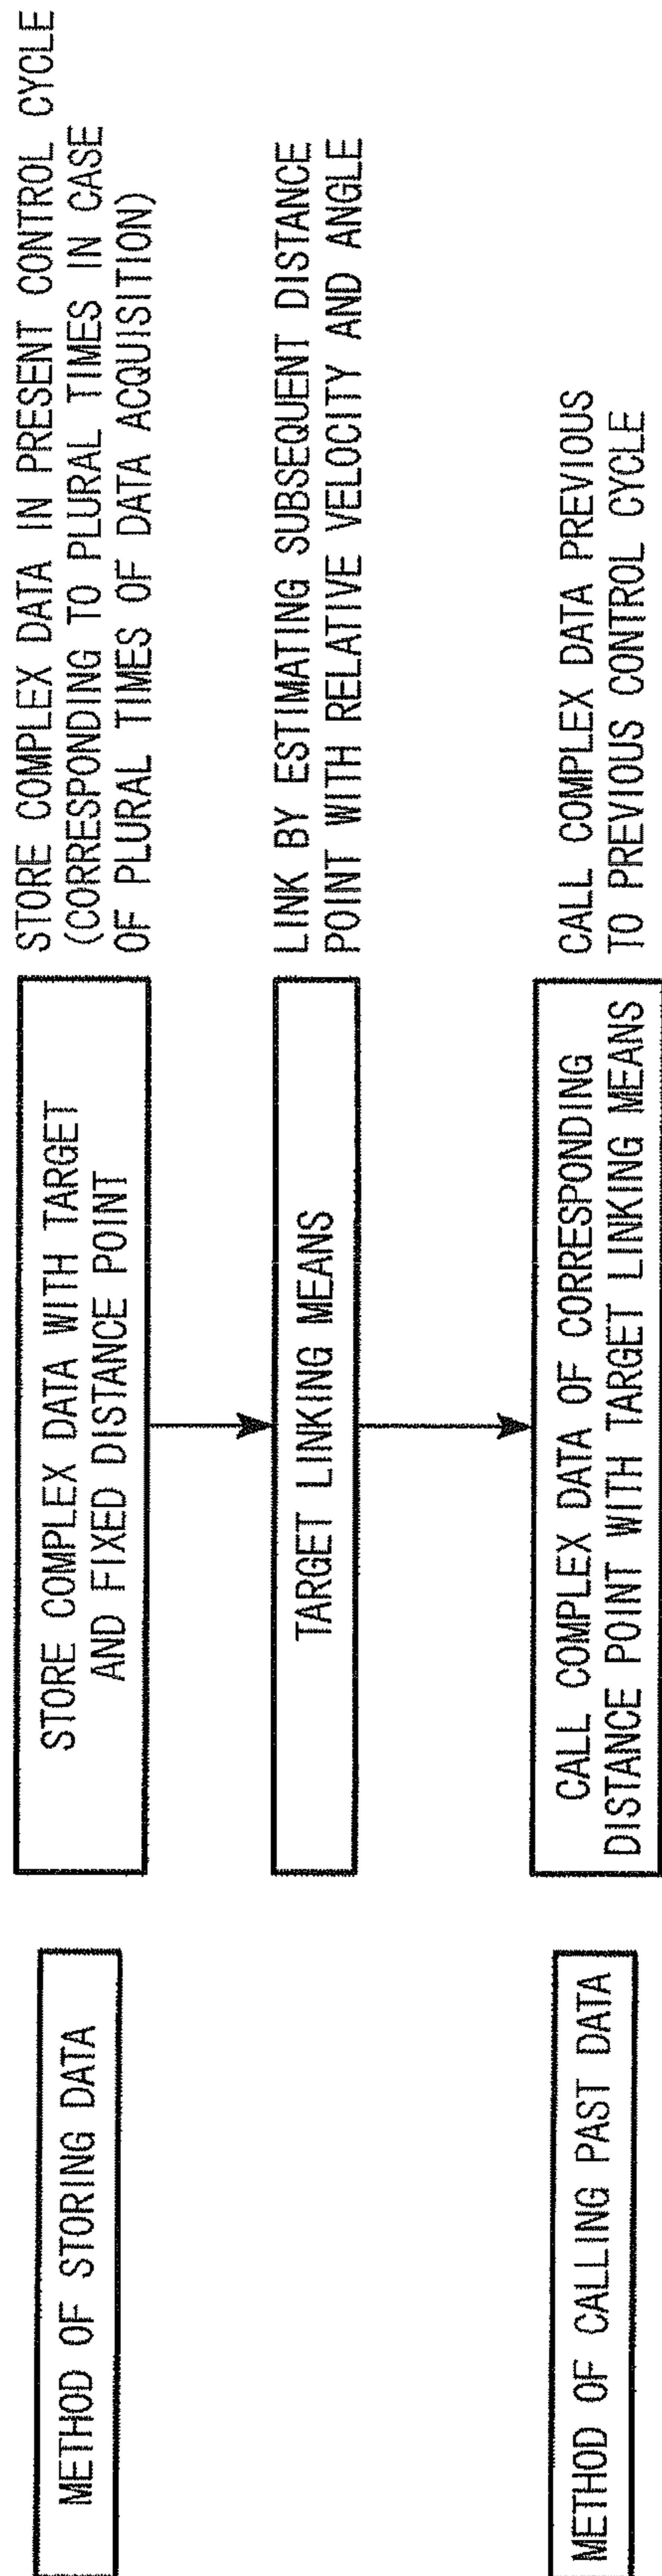 METHOD OF STORING DATA
STORE COMPLEX DATA WITH TARGET
AND FIXED DISTANCE POINT
STORE COMPLEX DATA IN PRESENT CONTROL CYCLE
(CORRESPONDING TO PLURAL TIMES IN CASE
OF PLURAL TIMES OF DATA ACQUISITION)
TARGET LINKING MEANS
LINK BY ESTIMATING SUBSEQUENT DISTANCE
POINT WITH RELATIVE VELOCITY AND ANGLE
METHOD OF CALLING PAST DATA
CALL COMPLEX DATA OF CORRESPONDING
DISTANCE POINT WITH TARGET LINKING MEANS
CALL COMPLEX DATA PREVIOUS
TO PREVIOUS CONTROL CYCLE